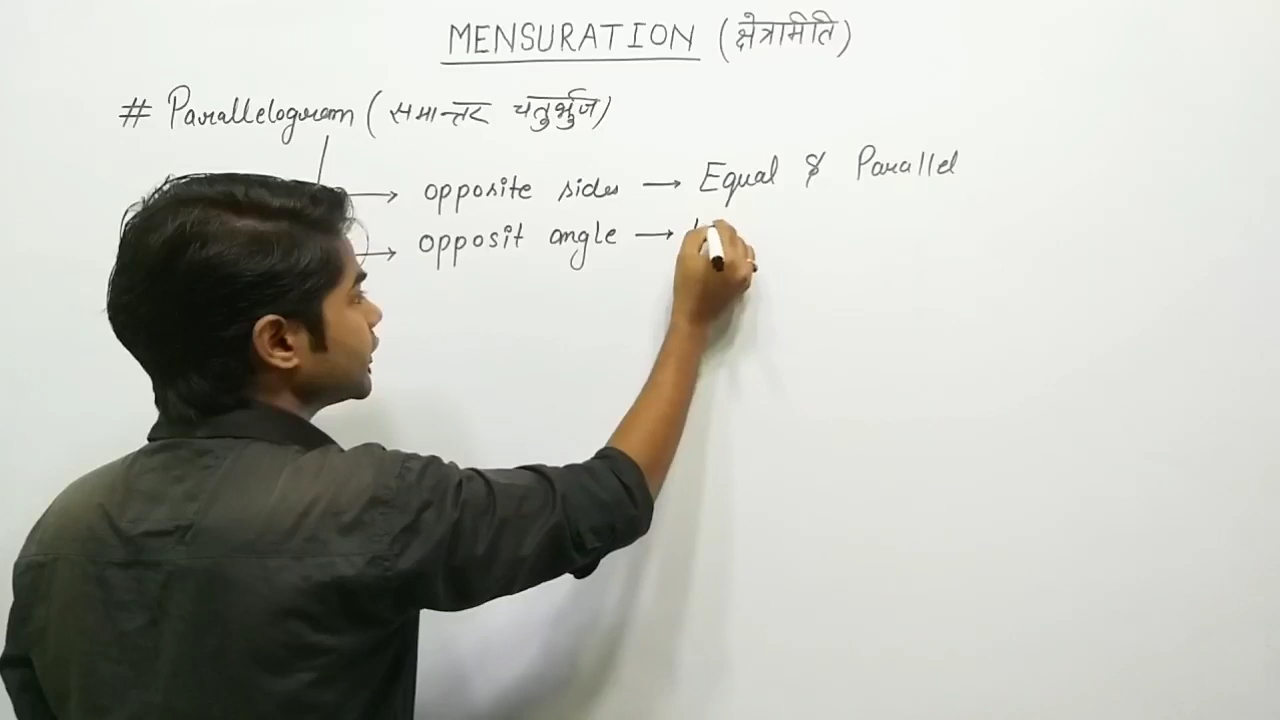 MENSURATION (क्षेत्रामिति)
# Parallelogram (समान्तर चतुर्भुज)
→ opposite sides → Equal & Parallel
→ opposit angle →